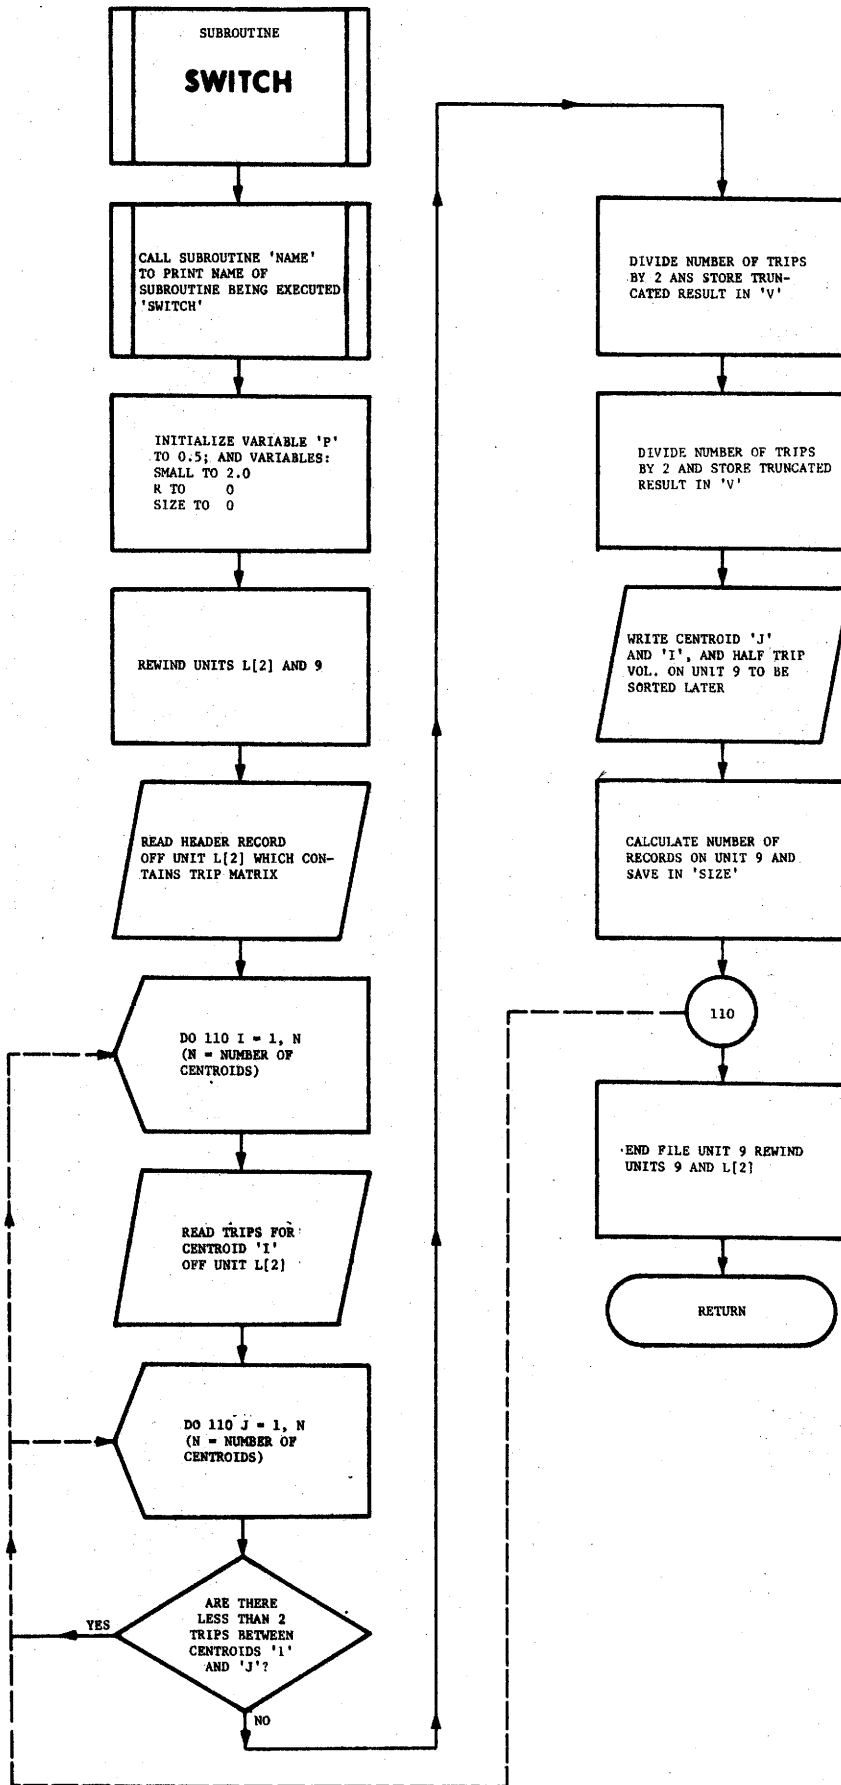 SUBROUTINE
SWITCH
CALL SUBROUTINE 'NAME'
TO PRINT NAME OF
SUBROUTINE BEING EXECUTED
'SWITCH'
INITIALIZE VARIABLE 'P'
TO 0.5; AND VARIABLES:
SMALL TO 2.0
R TO 0
SIZE TO 0
REWIND UNITS L[2] AND 9
READ HEADER RECORD
OFF UNIT L[2] WHICH CON-
TAINS TRIP MATRIX
DO 110 I = 1, N
(N = NUMBER OF
CENTROIDS)
READ TRIPS FOR
CENTROID 'I'
OFF UNIT L[2]
DO 110 J = 1, N
(N = NUMBER OF
CENTROIDS)
ARE THERE
LESS THAN 2
TRIPS BETWEEN
CENTROIDS '1'
AND 'J'?
YES
NO
DIVIDE NUMBER OF TRIPS
BY 2 ANS STORE TRUN-
CATED RESULT IN 'V'
DIVIDE NUMBER OF TRIPS
BY 2 AND STORE TRUNCATED
RESULT IN 'V'
WRITE CENTROID 'J'
AND 'I', AND HALF TRIP
VOL. ON UNIT 9 TO BE
SORTED LATER
CALCULATE NUMBER OF
RECORDS ON UNIT 9 AND
SAVE IN 'SIZE'
110
END FILE UNIT 9 REWIND
UNITS 9 AND L[2]
RETURN